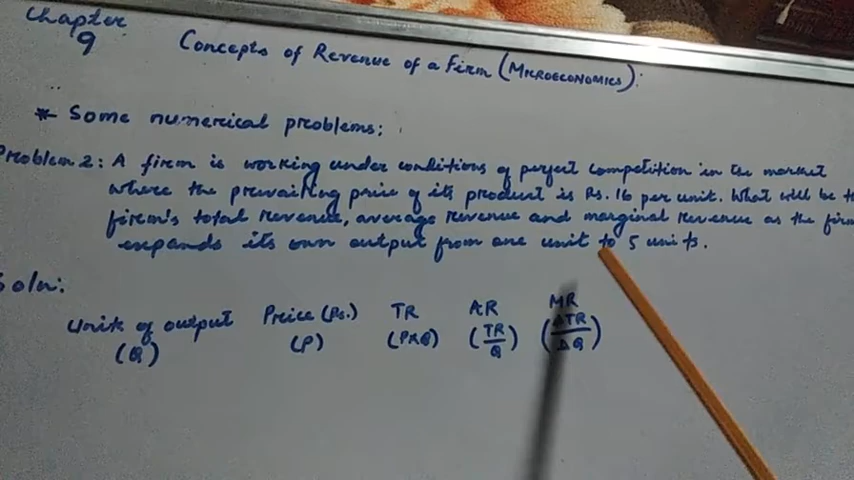 Chapter
9
Concepts of Revenue of a Firm (MICROECONOMICS):
* Some numerical problems:
Problem 2: A firm is working under conditions of perfect competition in the market
where the prevailing price of its product is Rs. 16 per unit. What will be the
firm's total revenue, average revenue and marginal revenue as the firm
expands its own output from one unit to 5 units.
Soln:
Units of output Price (Rs.) TR AR MR
(Q) (P) (PxQ) (TR/Q) (ΔTR/ΔQ)